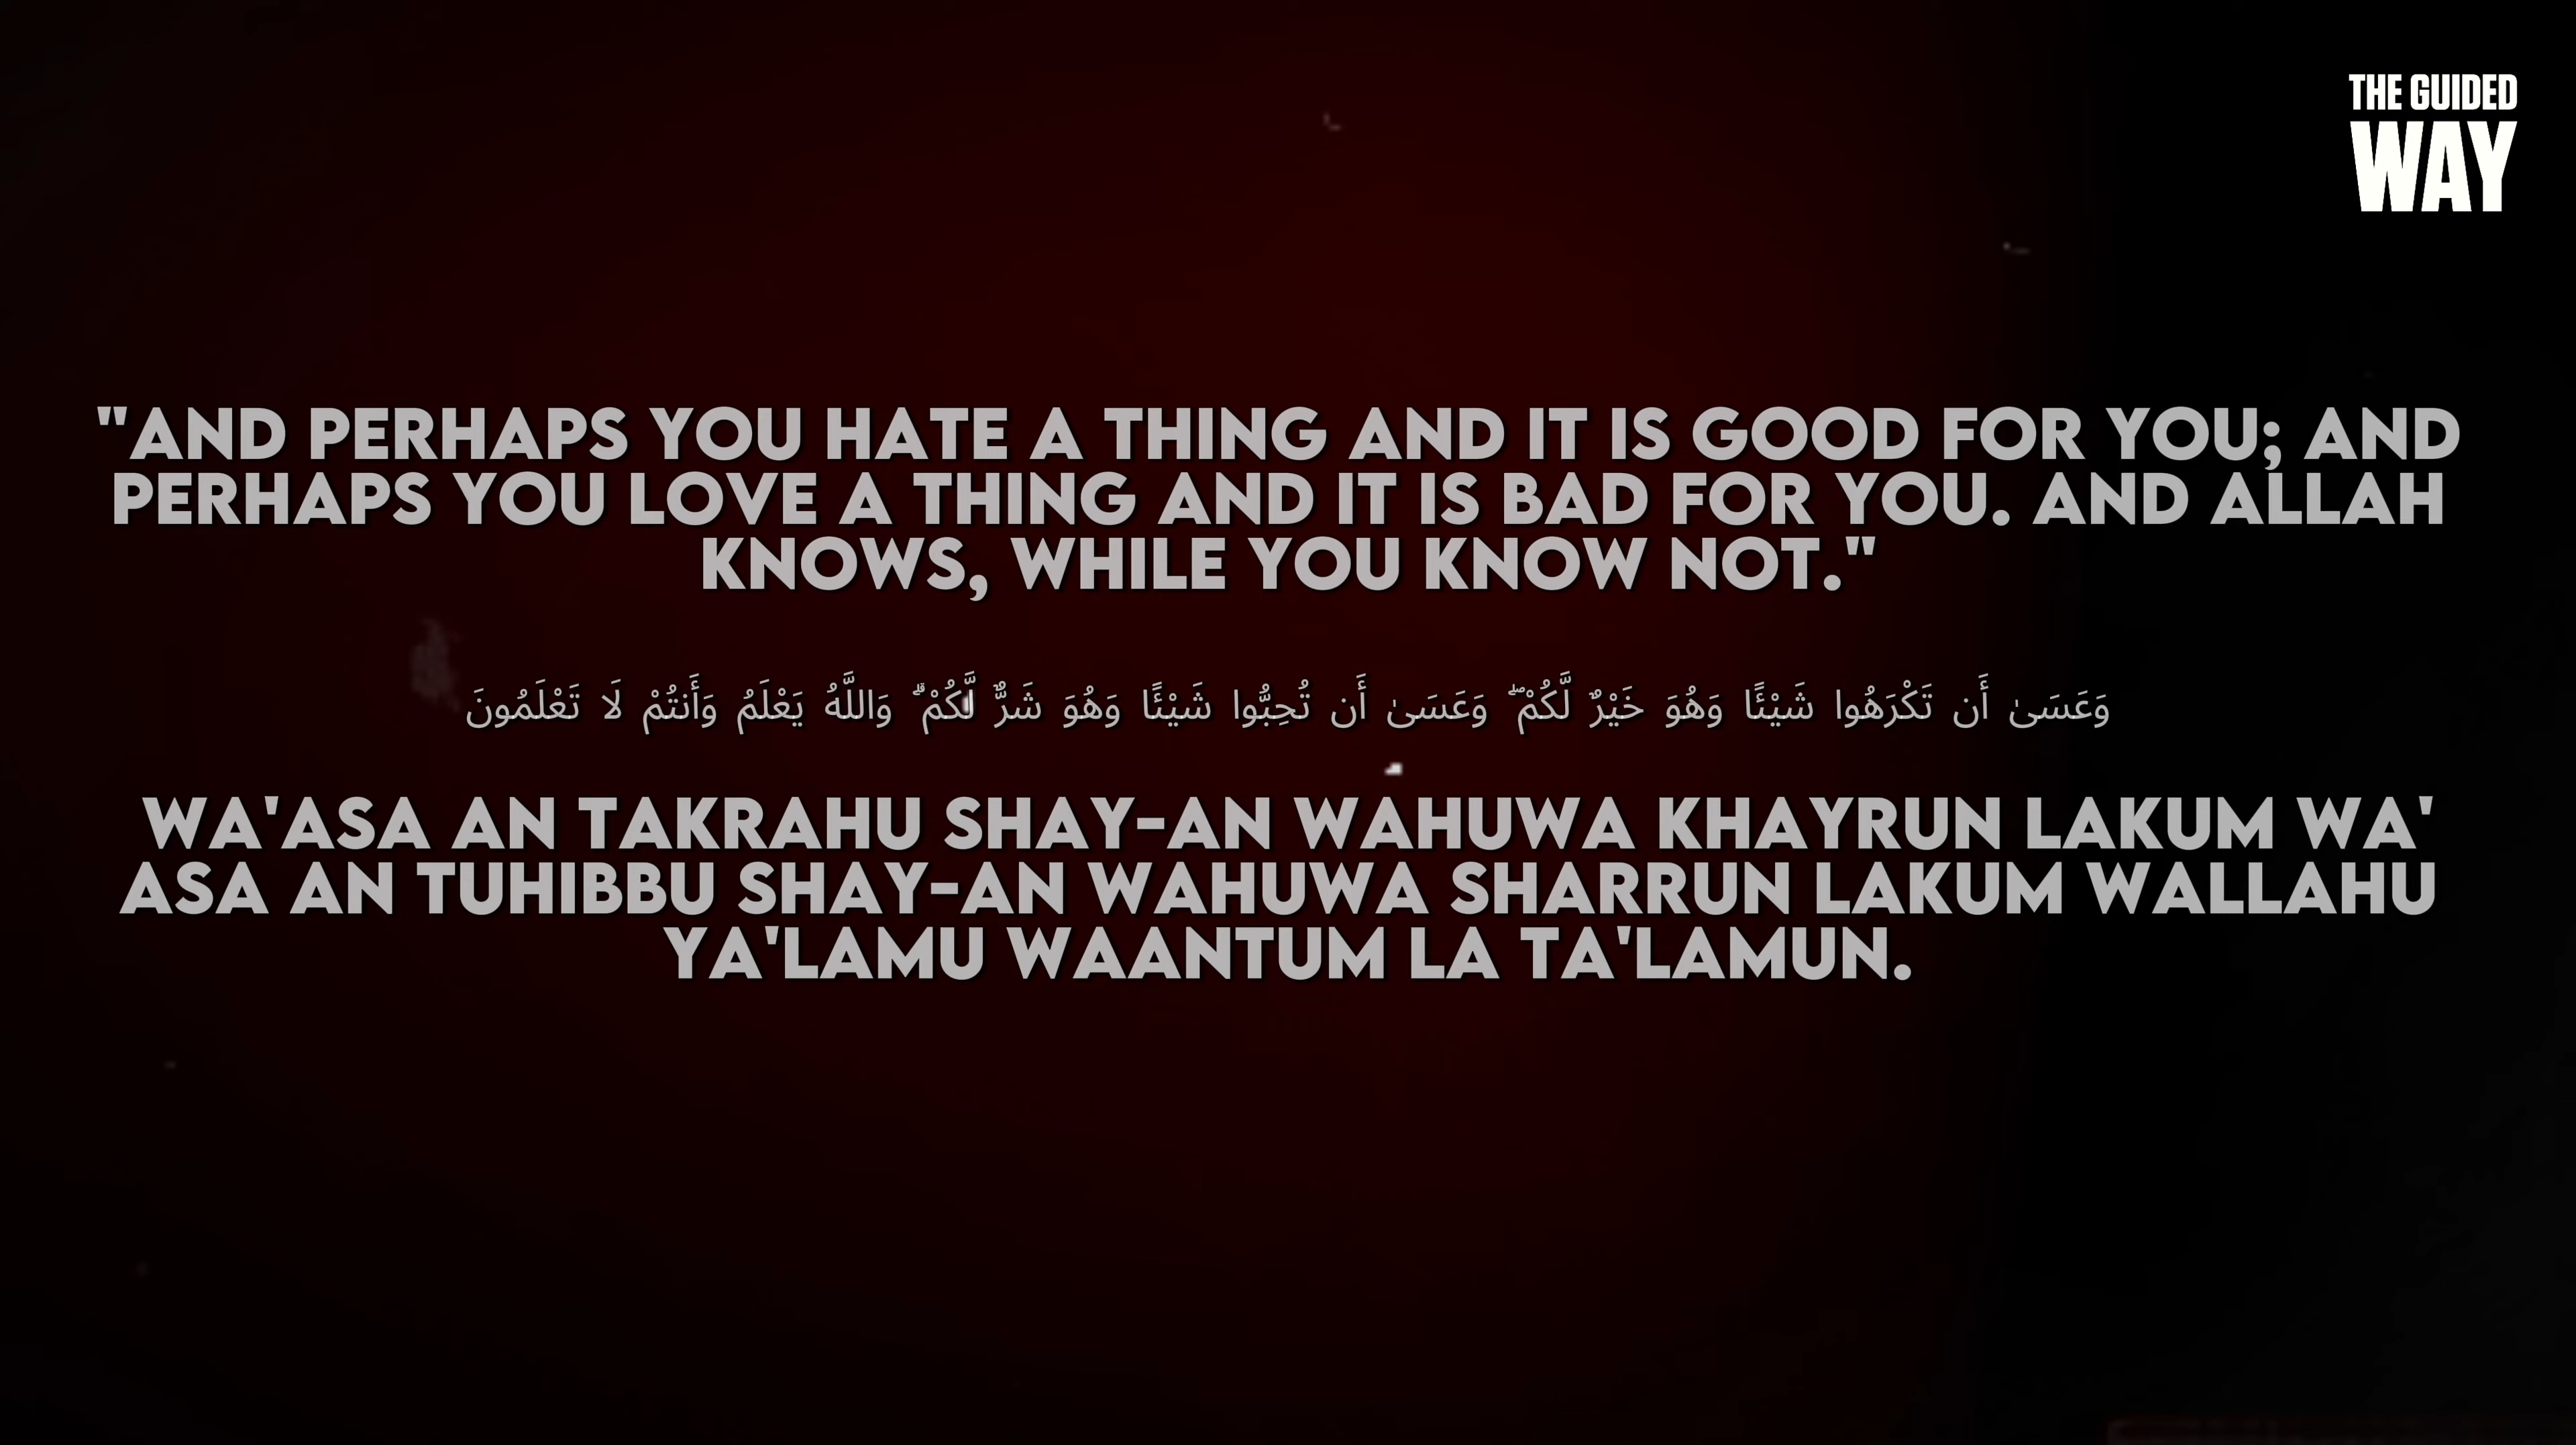 THE GUIDED
WAY
"AND PERHAPS YOU HATE A THING AND IT IS GOOD FOR YOU; AND
PERHAPS YOU LOVE A THING AND IT IS BAD FOR YOU. AND ALLAH
KNOWS, WHILE YOU KNOW NOT."
وَعَسَىٰ أَن تَكْرَهُوا شَيْئًا وَهُوَ خَيْرٌ لَّكُمْ ۖ وَعَسَىٰ أَن تُحِبُّوا شَيْئًا وَهُوَ شَرٌّ لَّكُمْ ۗ وَاللَّهُ يَعْلَمُ وَأَنتُمْ لَا تَعْلَمُونَ
WA'ASA AN TAKRAHU SHAY-AN WAHUWA KHAYRUN LAKUM WA'
ASA AN TUHIBBU SHAY-AN WAHUWA SHARRUN LAKUM WALLAHU
YA'LAMU WAANTUM LA TA'LAMUN.